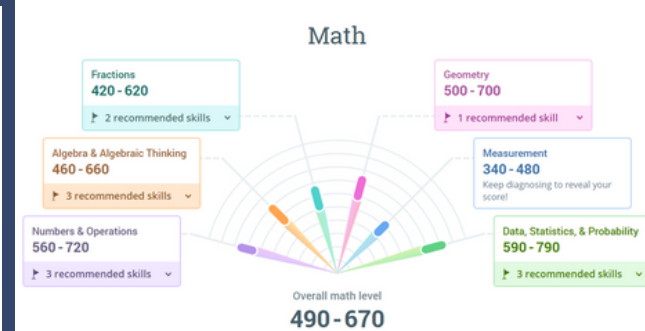 Math
Fractions
420 - 620
2 recommended skills
Geometry
500 - 700
1 recommended skill
Algebra & Algebraic Thinking
460 - 660
3 recommended skills
Measurement
340 - 480
Keep diagnosing to reveal your
score!
Numbers & Operations
560 - 720
3 recommended skills
Data, Statistics, & Probability
590 - 790
3 recommended skills
Overall math level
490 - 670